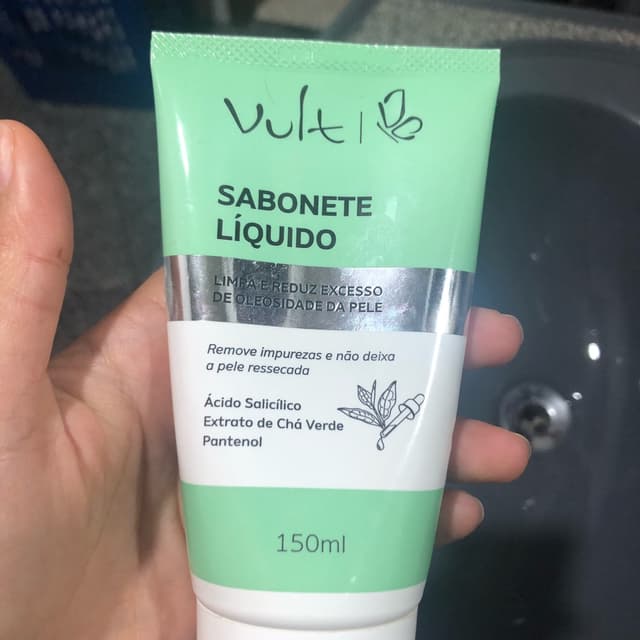 Vult
SABONETE
LÍQUIDO
LIMPA E REDUZ EXCESSO
DE OLEOSIDADE DA PELE
Remove impurezas e não deixa
a pele ressecada
Ácido Salicílico
Extrato de Chá Verde
Pantenol
150ml